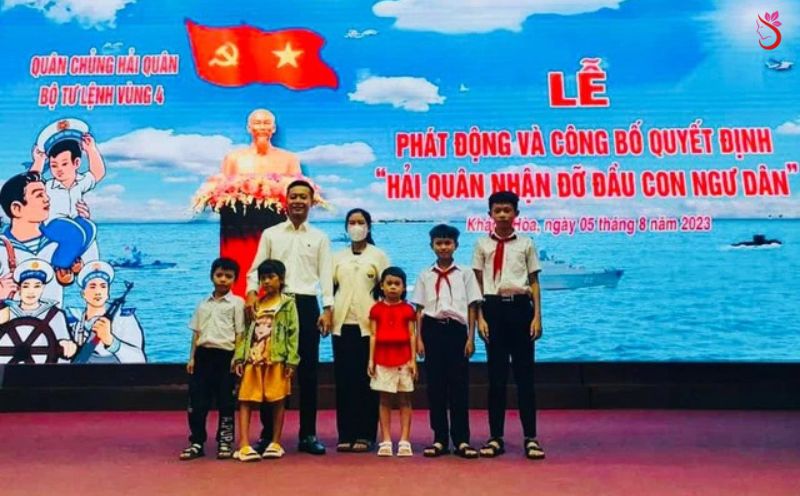 QUÂN CHỦNG HẢI QUÂN
BỘ TƯ LỆNH VÙNG 4
LỄ
PHÁT ĐỘNG VÀ CÔNG BỐ QUYẾT ĐỊNH
"HẢI QUÂN NHẬN ĐỠ ĐẦU CON NGƯ DÂN"
Khánh Hòa, ngày 05 tháng 8 năm 2023